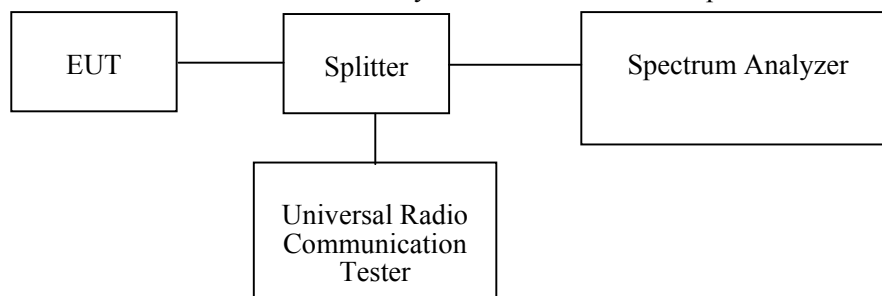 EUT
Splitter
Spectrum Analyzer
Universal Radio
Communication
Tester